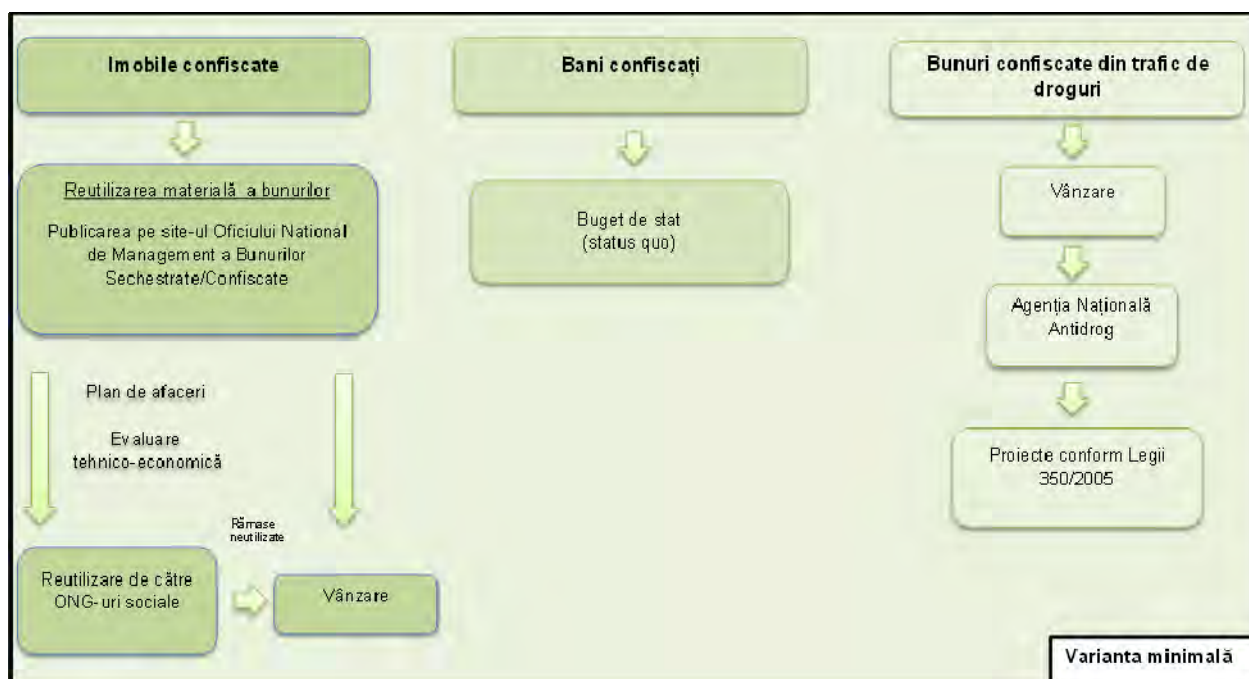 Imobile confiscate
Reutilizarea materială a bunurilor
Publicarea pe site-ul Oficiului National
de Management a Bunurilor
Sechestrate/Confiscate
Plan de afaceri
Evaluare
tehnico-economică
Rămase
neutilizate
Reutilizare de către
ONG-uri sociale
Vânzare
Bani confiscați
Buget de stat
(status quo)
Bunuri confiscate din trafic de
droguri
Vânzare
Agenția Națională
Antidrog
Proiecte conform Legii
350/2005
Varianta minimală